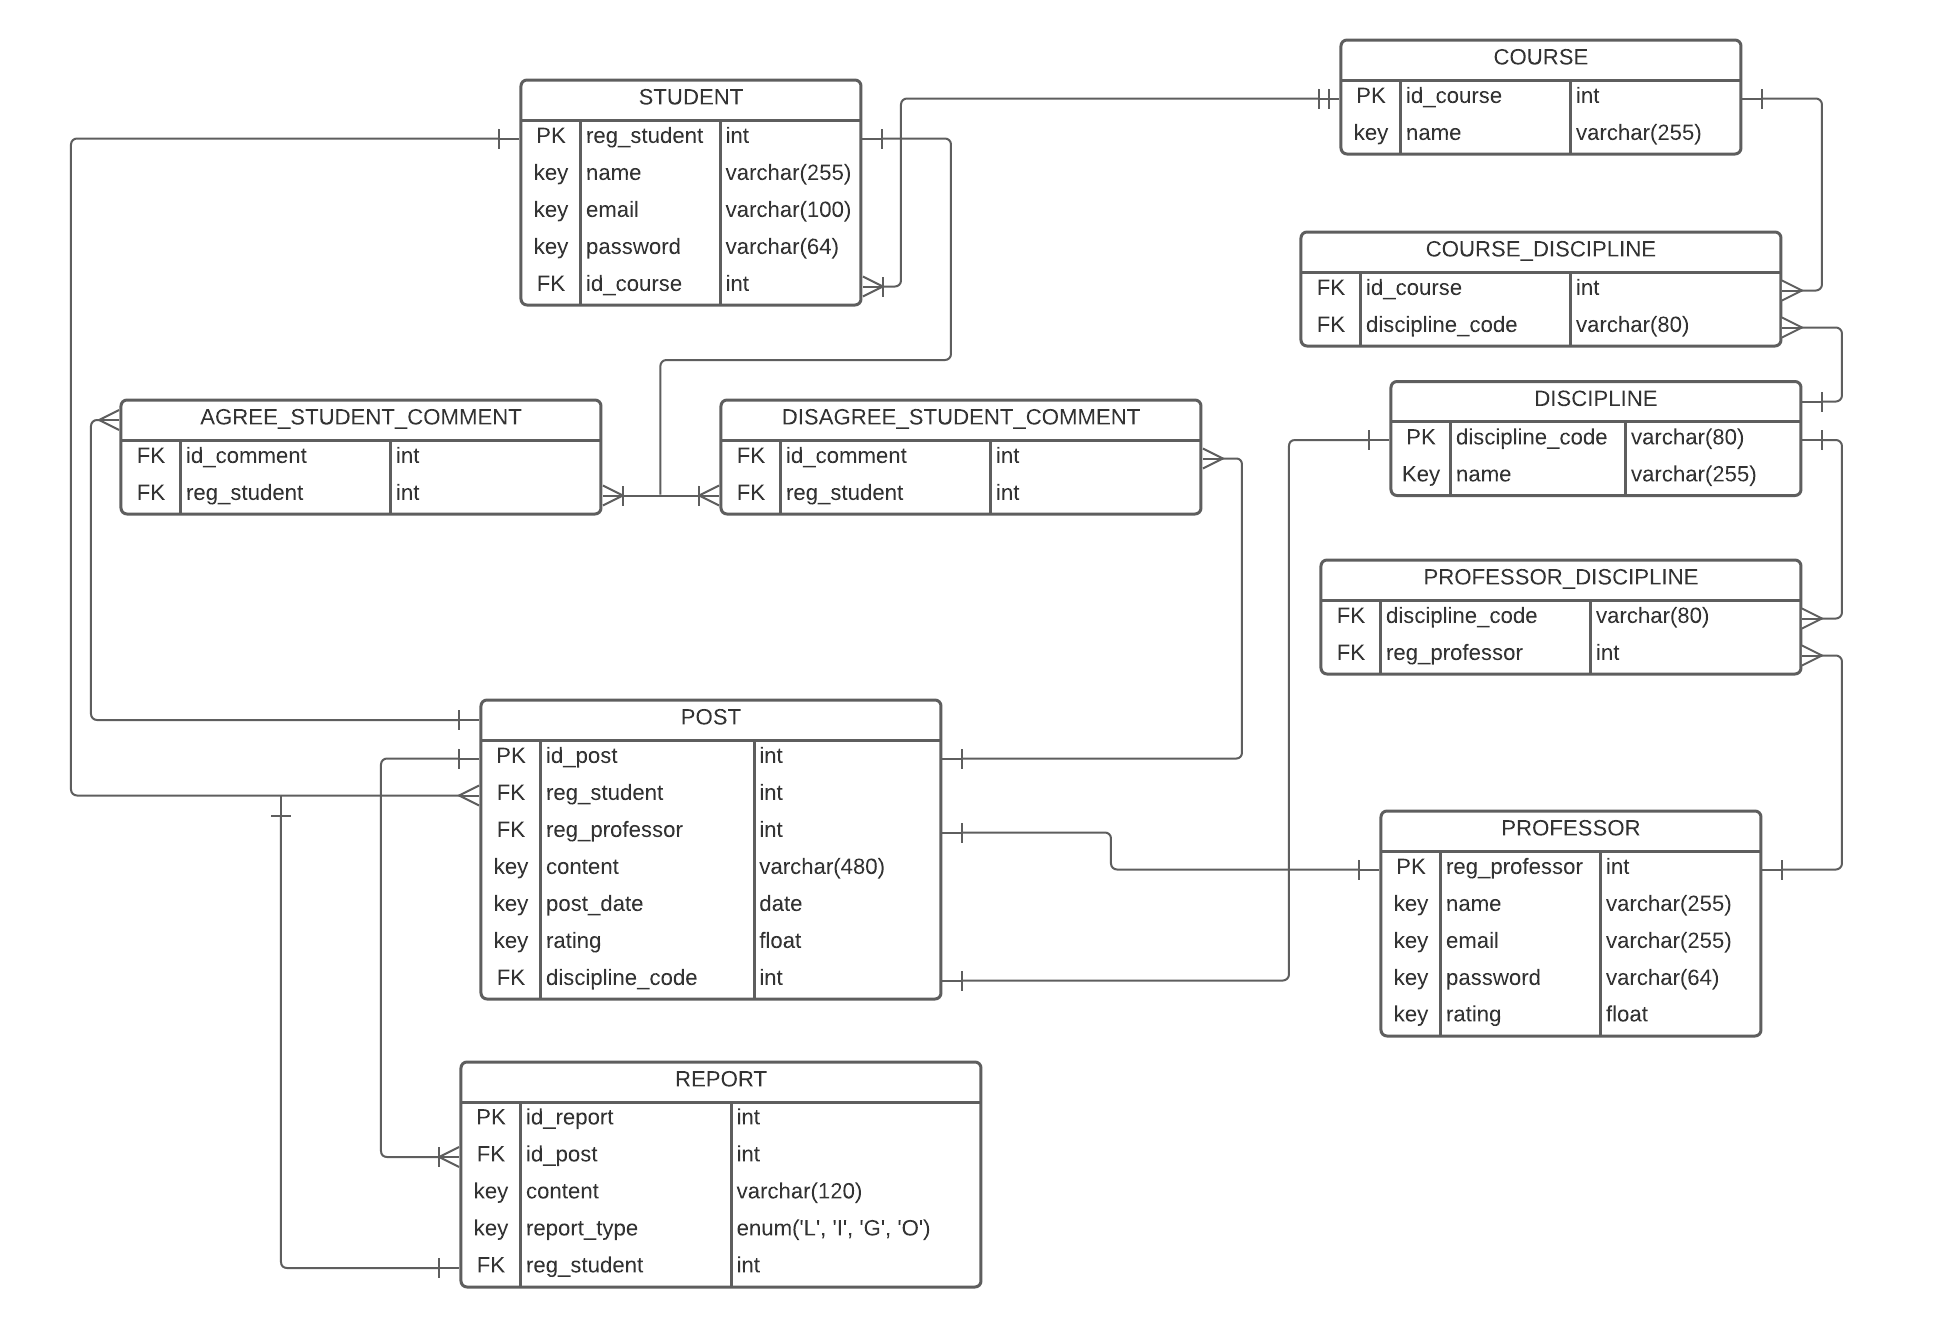 STUDENT
PK reg_student int
key name varchar(255)
key email varchar(100)
key password varchar(64)
FK id_course int
COURSE
PK id_course int
key name varchar(255)
COURSE_DISCIPLINE
FK id_course int
FK discipline_code varchar(80)
AGREE_STUDENT_COMMENT
FK id_comment int
FK reg_student int
DISAGREE_STUDENT_COMMENT
FK id_comment int
FK reg_student int
DISCIPLINE
PK discipline_code varchar(80)
Key name varchar(255)
PROFESSOR_DISCIPLINE
FK discipline_code varchar(80)
FK reg_professor int
POST
PK id_post int
FK reg_student int
FK reg_professor int
key content varchar(480)
key post_date date
key rating float
FK discipline_code int
PROFESSOR
PK reg_professor int
key name varchar(255)
key email varchar(255)
key password varchar(64)
key rating float
REPORT
PK id_report int
FK id_post int
key content varchar(120)
key report_type enum('L', 'I', 'G', 'O')
FK reg_student int